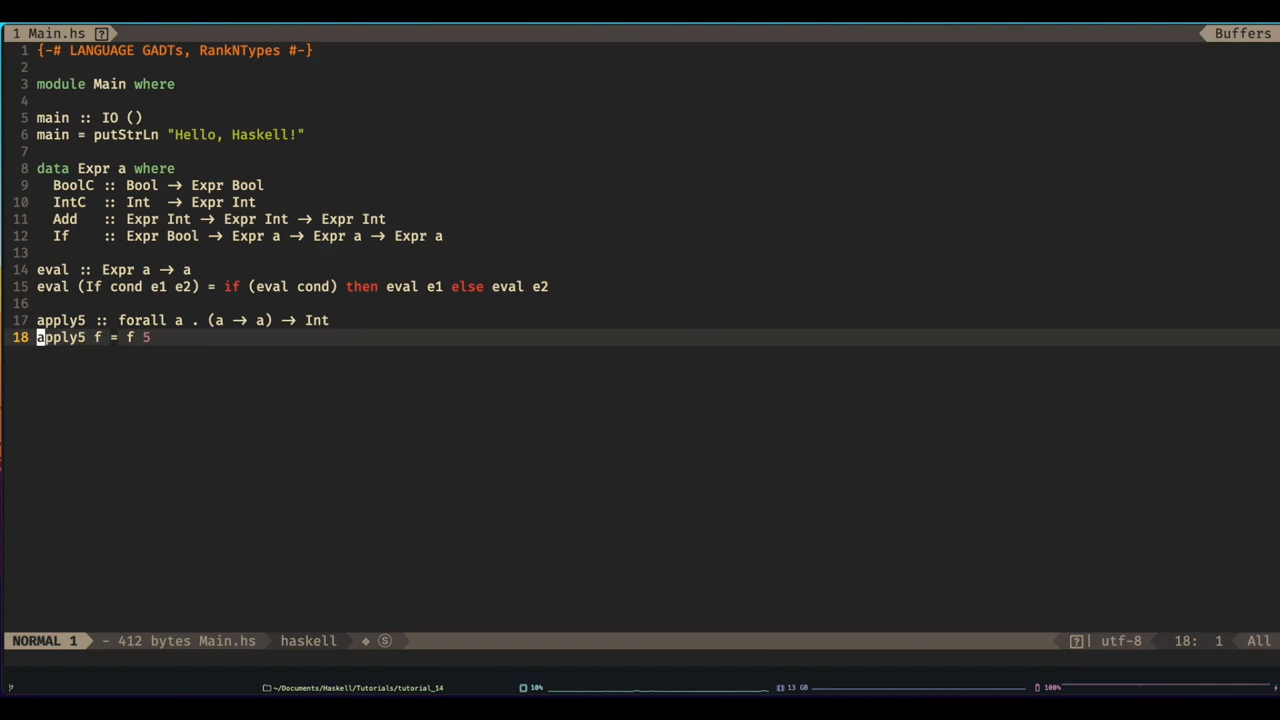 1 Main.hs ?
Buffers
1 {-# LANGUAGE GADTs, RankNTypes #-}
2
3 module Main where
4
5 main :: IO ()
6 main = putStrLn "Hello, Haskell!"
7
8 data Expr a where
9   BoolC :: Bool → Expr Bool
10   IntC  :: Int  → Expr Int
11   Add   :: Expr Int → Expr Int → Expr Int
12   If    :: Expr Bool → Expr a → Expr a → Expr a
13
14 eval :: Expr a → a
15 eval (If cond e1 e2) = if (eval cond) then eval e1 else eval e2
16
17 apply5 :: forall a . (a → a) → Int
18 apply5 f = f 5
NORMAL 1 - 412 bytes Main.hs haskell ❖ Ⓢ ? utf-8 18: 1 All
~/Documents/Haskell/Tutorials/tutorial_14 10% 13 GB 100%